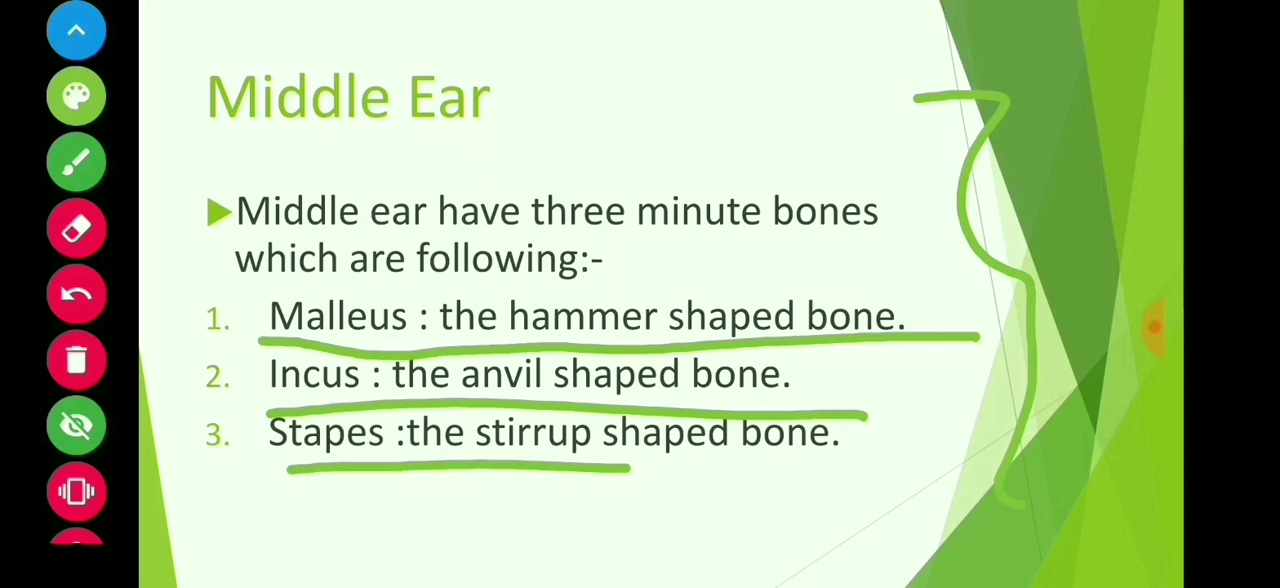 Middle Ear
Middle ear have three minute bones
which are following:-
1. Malleus : the hammer shaped bone.
2. Incus : the anvil shaped bone.
3. Stapes :the stirrup shaped bone.